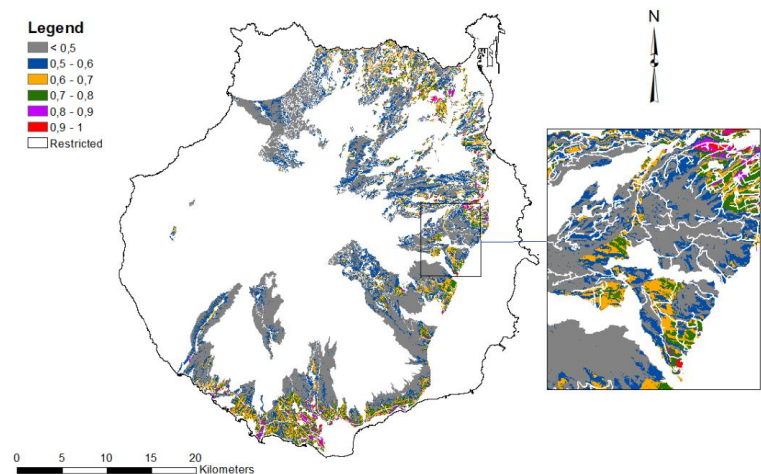 Legend
< 0,5
0,5 - 0,6
0,6 - 0,7
0,7 - 0,8
0,8 - 0,9
0,9 - 1
Restricted
N
0 5 10 15 20
Kilometers